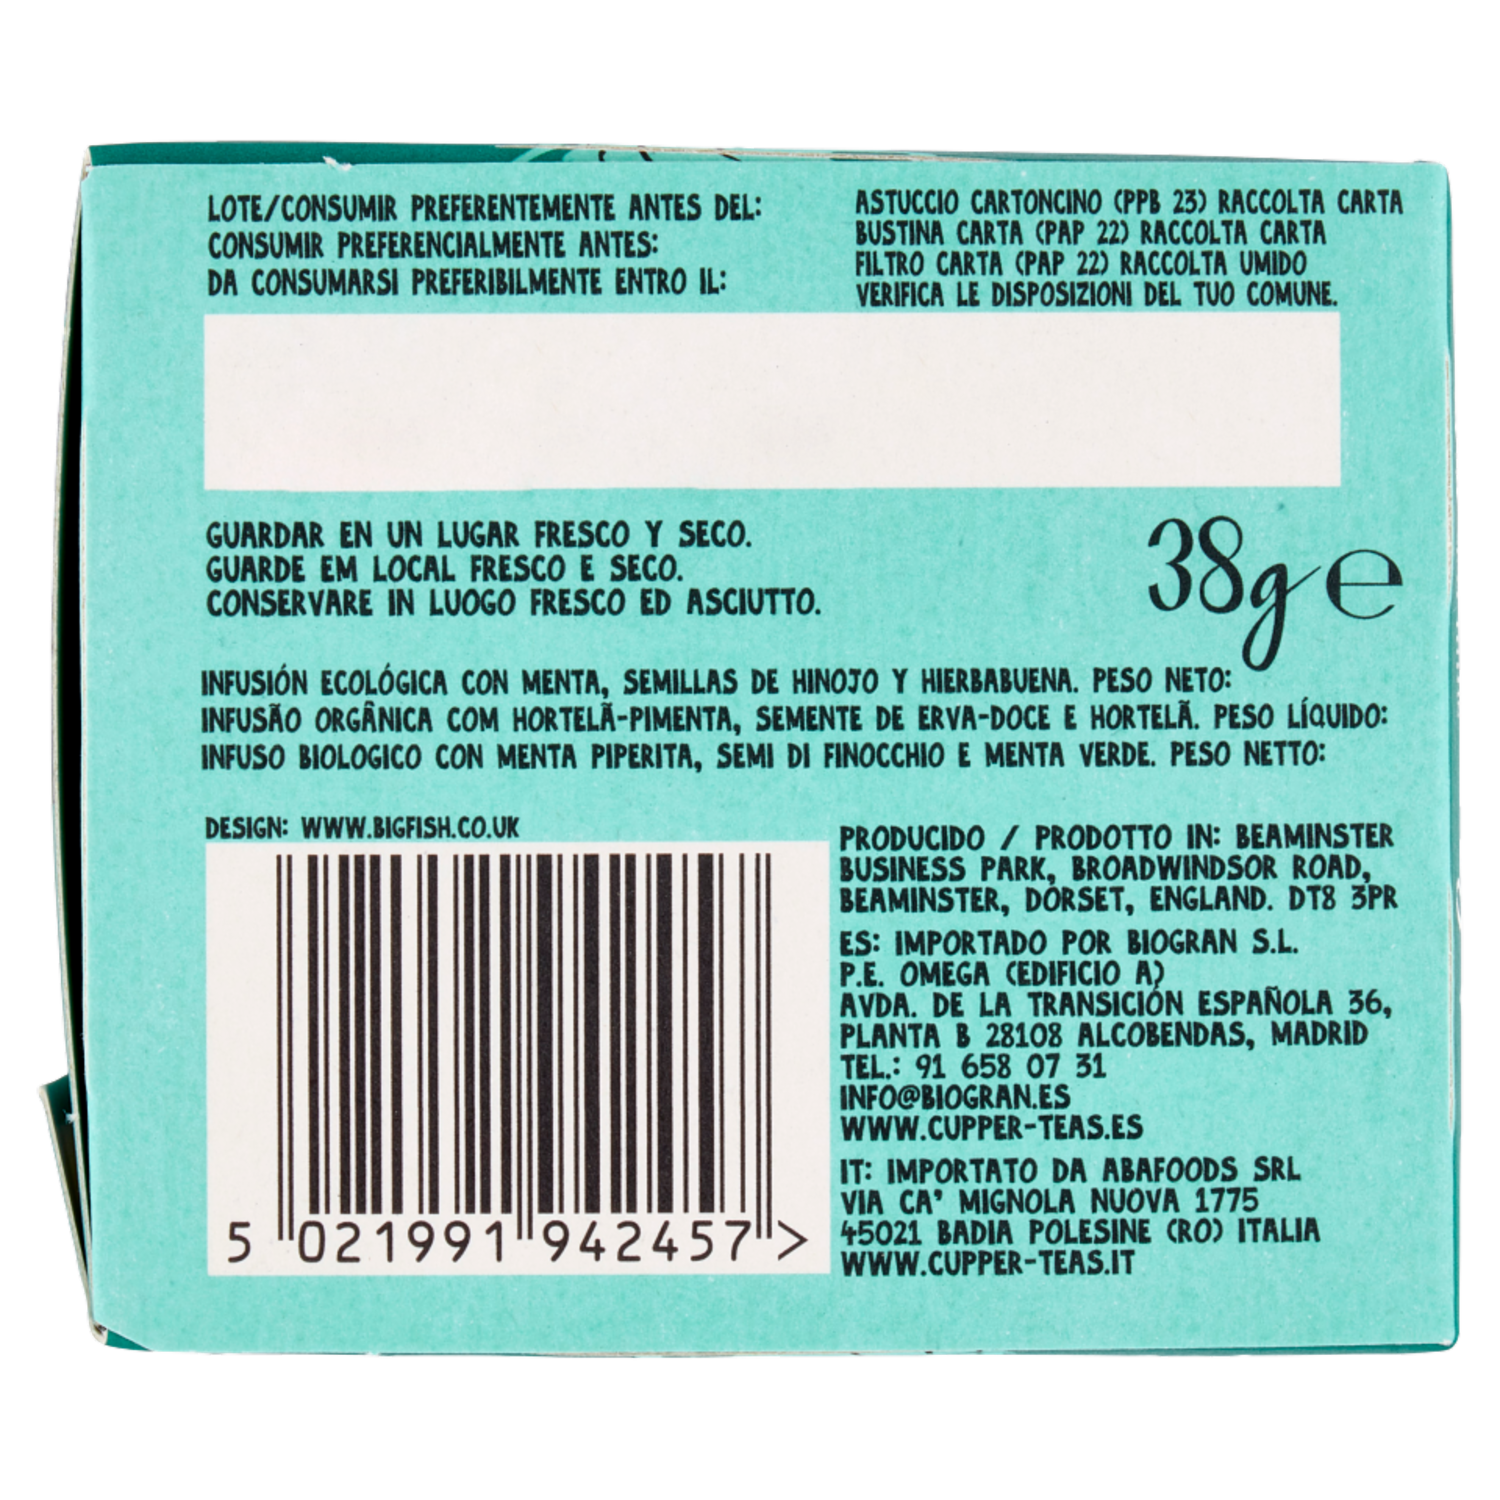 LOTE/CONSUMIR PREFERENTEMENTE ANTES DEL:
CONSUMIR PREFERENCIALMENTE ANTES:
DA CONSUMARSI PREFERIBILMENTE ENTRO IL:
ASTUCCIO CARTONCINO (PPB 23) RACCOLTA CARTA
BUSTINA CARTA (PAP 22) RACCOLTA CARTA
FILTRO CARTA (PAP 22) RACCOLTA UMIDO
VERIFICA LE DISPOSIZIONI DEL TUO COMUNE.
GUARDAR EN UN LUGAR FRESCO Y SECO.
GUARDE EM LOCAL FRESCO E SECO.
CONSERVARE IN LUOGO FRESCO ED ASCIUTTO.
38g e
INFUSIÓN ECOLÓGICA CON MENTA, SEMILLAS DE HINOJO Y HIERBABUENA. PESO NETO:
INFUSÃO ORGÂNICA COM HORTELÃ-PIMENTA, SEMENTE DE ERVA-DOCE E HORTELÃ. PESO LÍQUIDO:
INFUSO BIOLOGICO CON MENTA PIPERITA, SEMI DI FINOCCHIO E MENTA VERDE. PESO NETTO:
DESIGN: WWW.BIGFISH.CO.UK
5 021991 942457 >
PRODUCIDO / PRODOTTO IN: BEAMINSTER
BUSINESS PARK, BROADWINDSOR ROAD,
BEAMINSTER, DORSET, ENGLAND. DT8 3PR
ES: IMPORTADO POR BIOGRAN S.L.
P.E. OMEGA (EDIFICIO A)
AVDA. DE LA TRANSICIÓN ESPAÑOLA 36,
PLANTA B 28108 ALCOBENDAS, MADRID
TEL.: 91 658 07 31
INFO@BIOGRAN.ES
WWW.CUPPER-TEAS.ES
IT: IMPORTATO DA ABAFOODS SRL
VIA CA' MIGNOLA NUOVA 1775
45021 BADIA POLESINE (RO) ITALIA
WWW.CUPPER-TEAS.IT